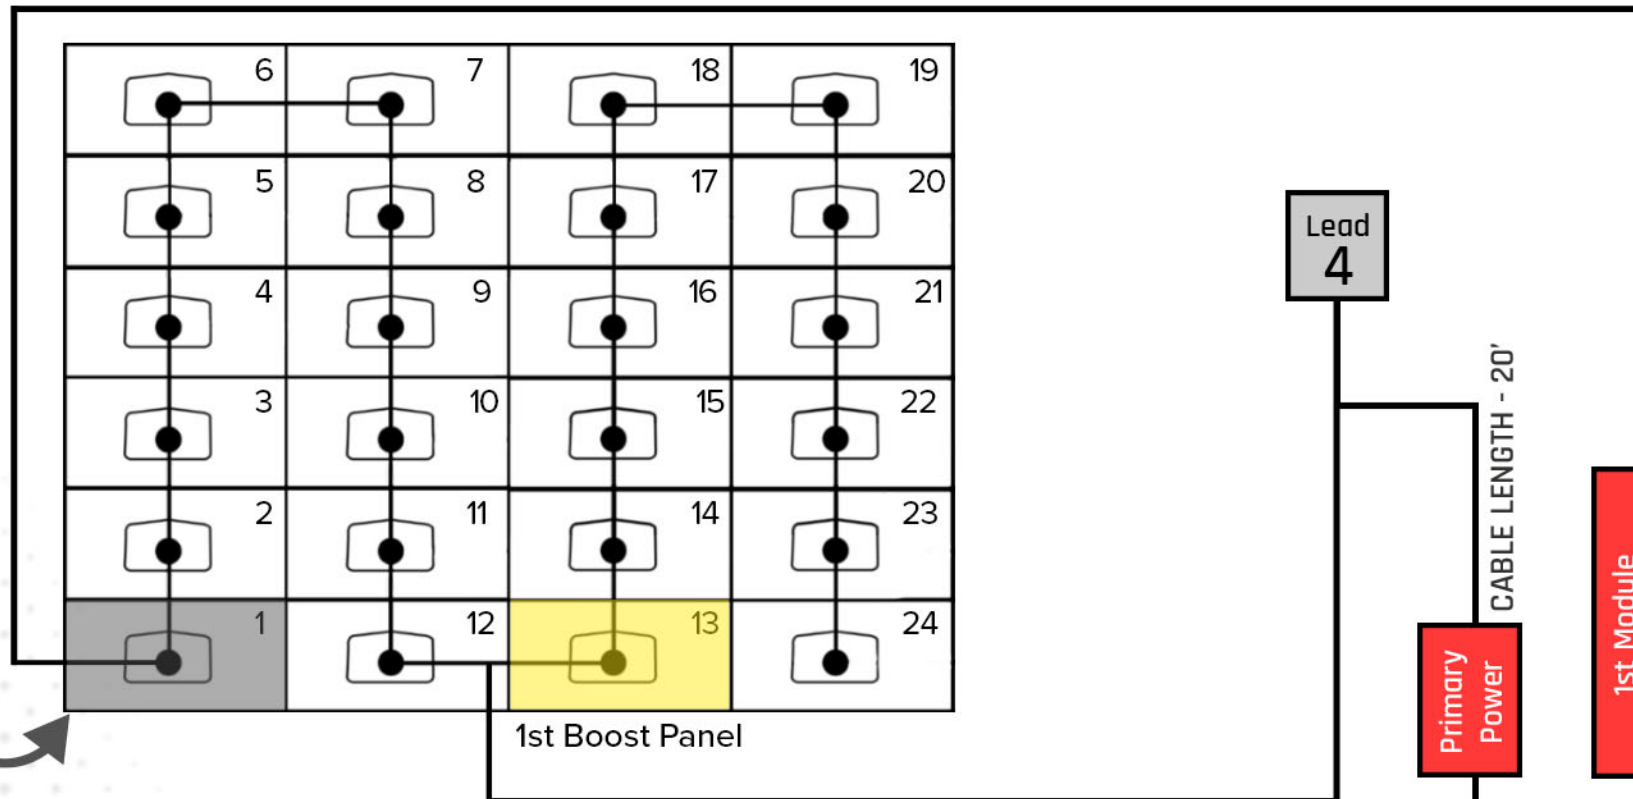 6 7 18 19
5 8 17 20
4 9 16 21
3 10 15 22
2 11 14 23
1 12 13 24
1st Boost Panel
Lead
4
CABLE LENGTH - 20'
Primary
Power
1st Module